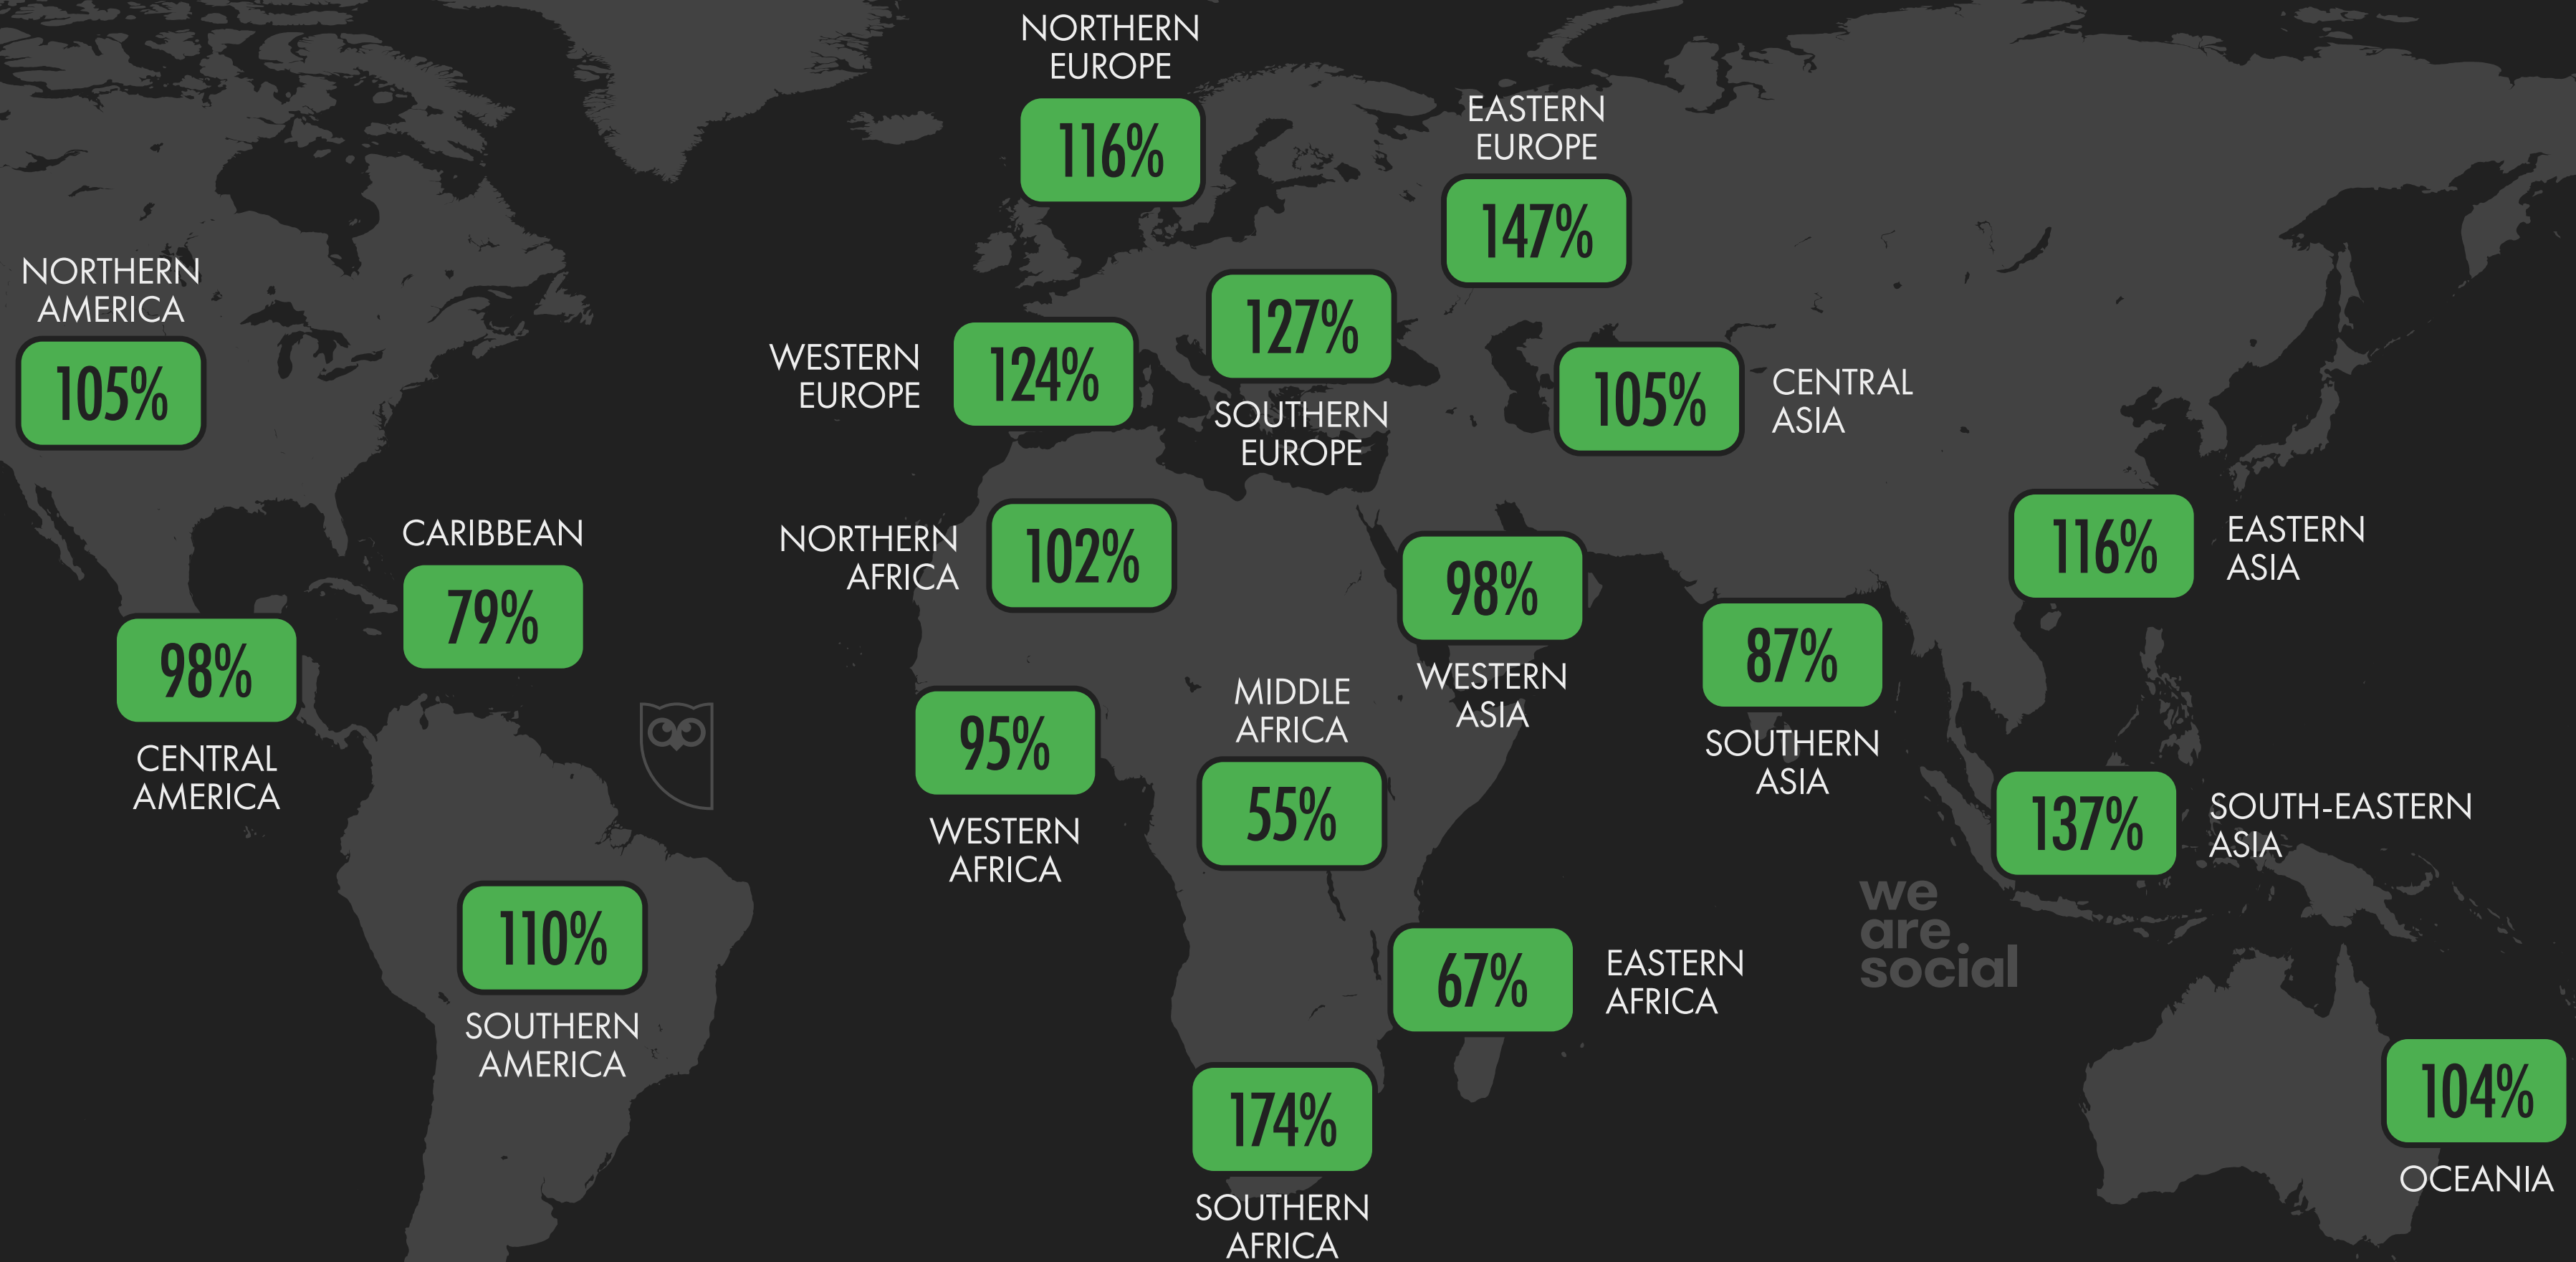 NORTHERN
EUROPE
116%
EASTERN
EUROPE
147%
NORTHERN
AMERICA
105%
WESTERN
EUROPE
124%
127%
SOUTHERN
EUROPE
105%
CENTRAL
ASIA
CARIBBEAN
79%
NORTHERN
AFRICA
102%
98%
WESTERN
ASIA
116%
EASTERN
ASIA
98%
CENTRAL
AMERICA
87%
SOUTHERN
ASIA
95%
WESTERN
AFRICA
MIDDLE
AFRICA
55%
137%
SOUTH-EASTERN
ASIA
110%
SOUTHERN
AMERICA
67%
EASTERN
AFRICA
we
are
social
174%
SOUTHERN
AFRICA
104%
OCEANIA